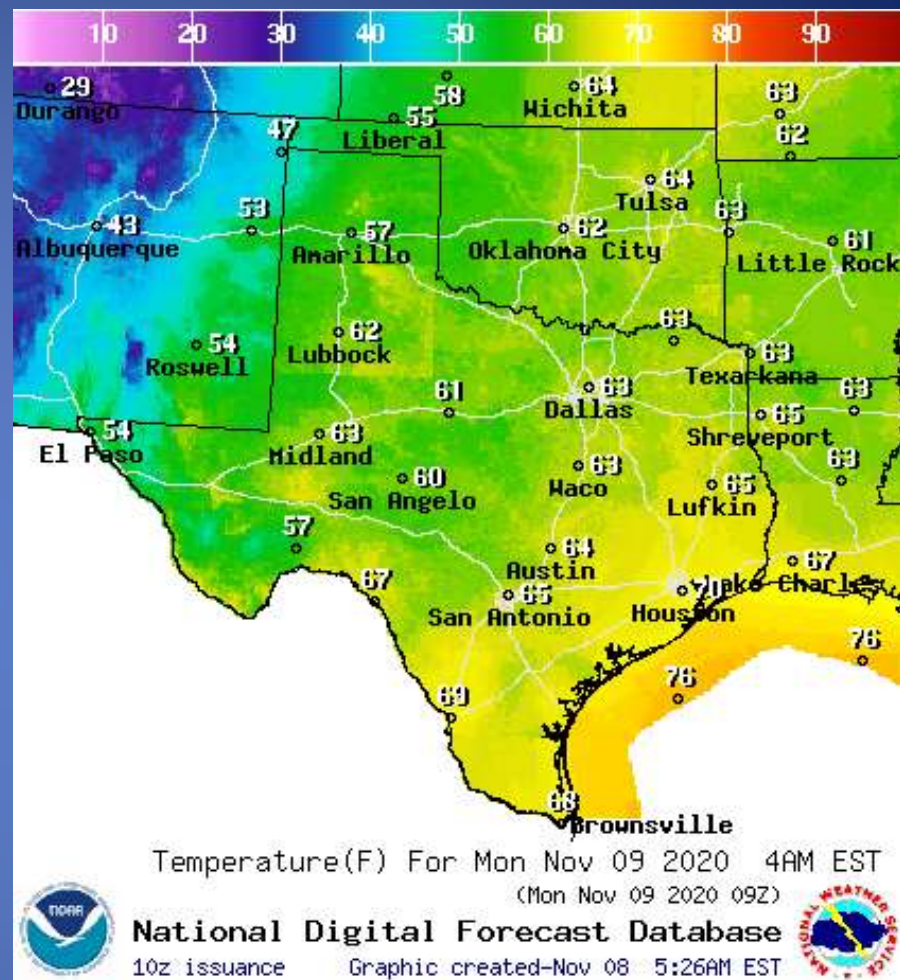 10 20 30 40 50 60 70 80 90
29 58 64 63
Durango Wichita
55
Liberal
47 62
64
Tulsa
43 53 57 62 63 61
Albuquerque Amarillo Oklahoma City Little Rock
54 62 63 63
Roswell Lubbock Texarkana
61 63 65 63
Dallas Shreveport
54 63
El Paso Midland
60 63 65 63
San Angelo Waco Lufkin
57 64 67
Austin Lake Charles
67 65 70
San Antonio Houston
76
76
69
68
Brownsville
Temperature(F) For Mon Nov 09 2020 4AM EST
(Mon Nov 09 2020 09Z)
National Digital Forecast Database
10z issuance Graphic created-Nov 08 5:26AM EST
NOAA
NATIONAL WEATHER SERVICE